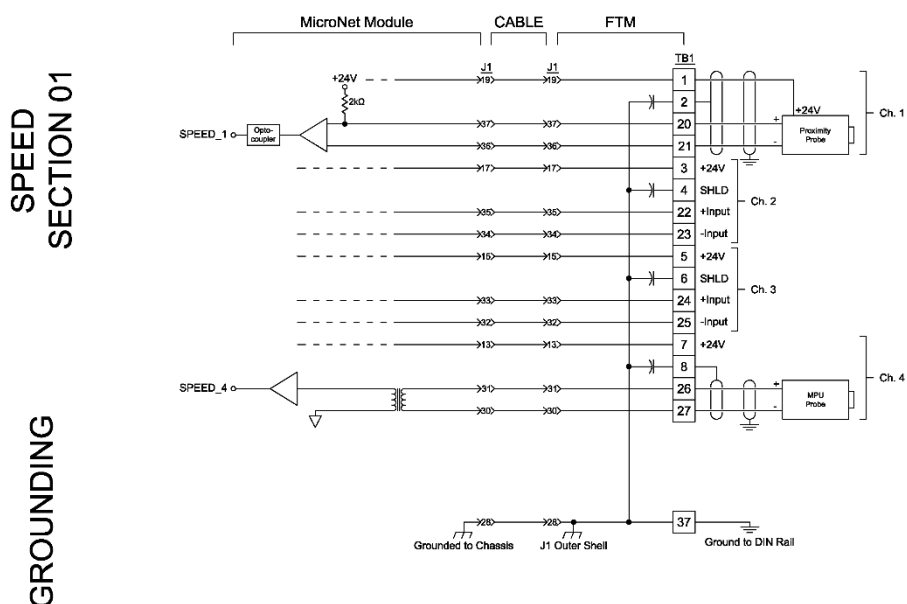 MicroNet Module CABLE FTM
SPEED
SECTION 01
J1 J1 TB1
+24V 19 19 1
2kΩ
2 +24V
SPEED_1 Opto-
coupler 37 37 20 + Proximity
Probe Ch. 1
36 36 21 -
17 17 3 +24V
4 SHLD Ch. 2
35 35 22 +Input
34 34 23 -Input
15 15 5 +24V
6 SHLD Ch. 3
33 33 24 +Input
32 32 25 -Input
13 13 7 +24V
8
SPEED_4 31 31 26 + MPU
Probe Ch. 4
30 30 27 -
GROUNDING
28 28 37
Grounded to Chassis J1 Outer Shell Ground to DIN Rail